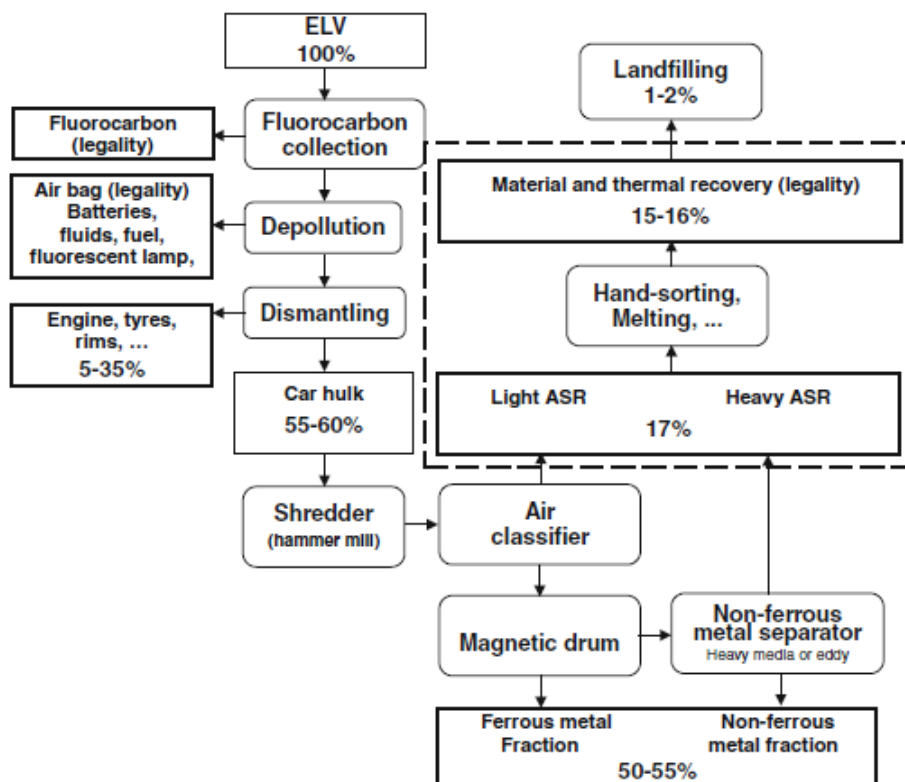 ELV
100%
Fluorocarbon
collection
Fluorocarbon
(legality)
Air bag (legality)
Batteries,
fluids, fuel,
fluorescent lamp,
Depollution
Dismantling
Engine, tyres,
rims, ...
5-35%
Car hulk
55-60%
Shredder
(hammer mill)
Air
classifier
Magnetic drum
Non-ferrous
metal separator
Heavy media or eddy
Ferrous metal
Fraction
Non-ferrous
metal fraction
50-55%
Light ASR
Heavy ASR
17%
Hand-sorting,
Melting, ...
Material and thermal recovery (legality)
15-16%
Landfilling
1-2%